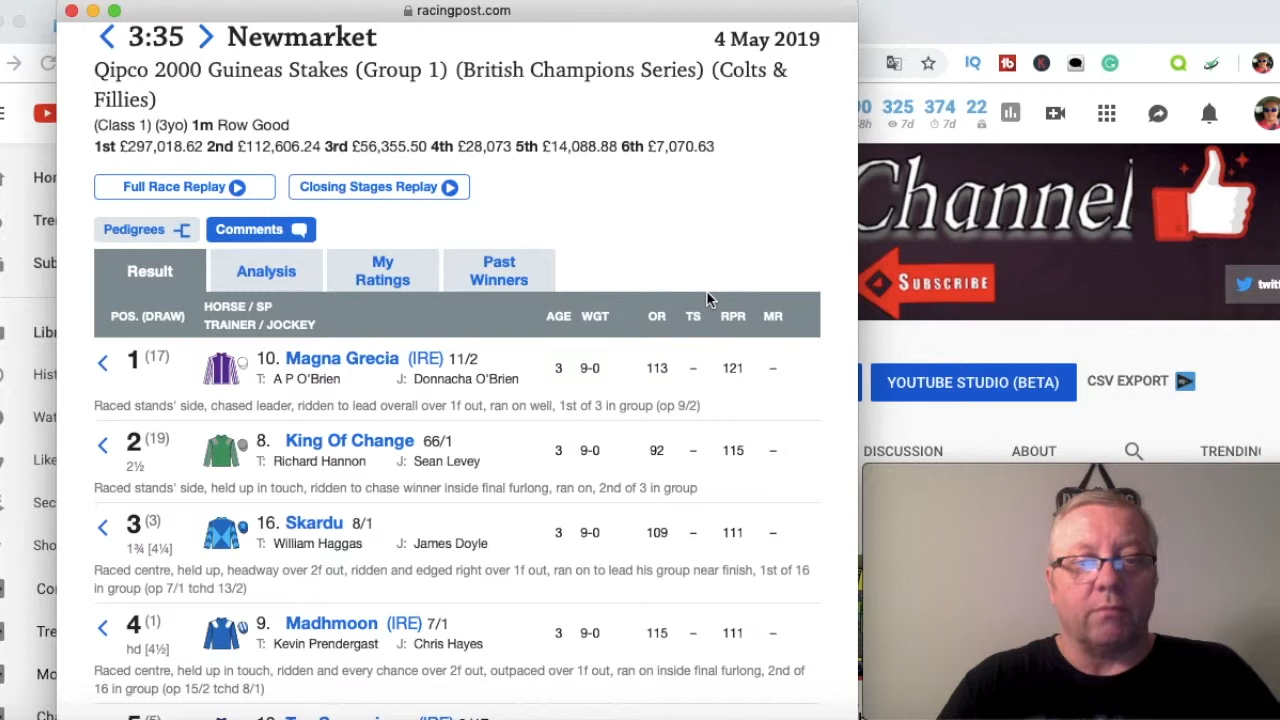 racingpost.com
3:35 Newmarket
4 May 2019
Qipco 2000 Guineas Stakes (Group 1) (British Champions Series) (Colts &
Fillies)
(Class 1) (3yo) 1m Row Good
1st £297,018.62 2nd £112,606.24 3rd £56,355.50 4th £28,073 5th £14,088.88 6th £7,070.63
Full Race Replay
Closing Stages Replay
Pedigrees
Comments
Result
Analysis
My
Ratings
Past
Winners
POS. (DRAW)
HORSE / SP
TRAINER / JOCKEY
AGE WGT OR TS RPR MR
1 (17) 10. Magna Grecia (IRE) 11/2
T: A P O'Brien J: Donnacha O'Brien
3 9-0 113 – 121 –
Raced stands' side, chased leader, ridden to lead overall over 1f out, ran on well, 1st of 3 in group (op 9/2)
2 (19) 8. King Of Change 66/1
2½ T: Richard Hannon J: Sean Levey
3 9-0 92 – 115 –
Raced stands' side, held up in touch, ridden to chase winner inside final furlong, ran on, 2nd of 3 in group
3 (3) 16. Skardu 8/1
1¾ [4¼] T: William Haggas J: James Doyle
3 9-0 109 – 111 –
Raced centre, held up, headway over 2f out, ridden and edged right over 1f out, ran on to lead his group near finish, 1st of 16
in group (op 7/1 tchd 13/2)
4 (1) 9. Madhmoon (IRE) 7/1
hd [4½] T: Kevin Prendergast J: Chris Hayes
3 9-0 115 – 111 –
Raced centre, held up in touch, ridden and every chance over 2f out, outpaced over 1f out, ran on inside final furlong, 2nd of
16 in group (op 15/2 tchd 8/1)
IQ
tb
K
325 374 22
7d 7d
Channel
SUBSCRIBE
YOUTUBE STUDIO (BETA)
CSV EXPORT
DISCUSSION
ABOUT